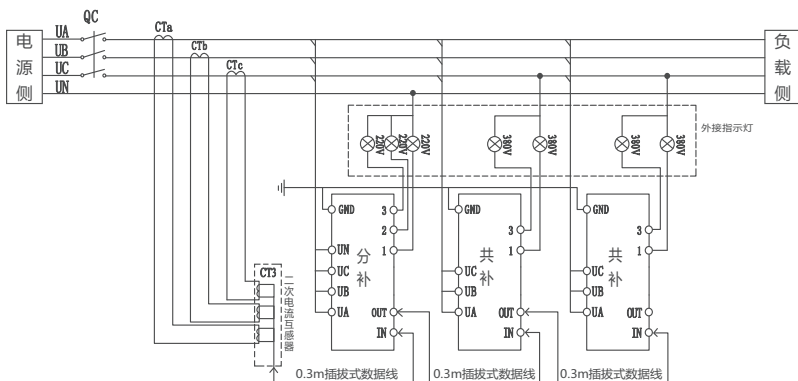 QC
电源侧
UA
UB
UC
UN
CTa
CTb
CTc
负载侧
220V
220V
220V
380V
380V
380V
380V
外接指示灯
GND
3
2
UN
1
分补
UC
UB
UA
OUT
IN
GND
3
1
共补
UC
UB
UA
OUT
IN
GND
3
1
共补
UC
UB
UA
OUT
IN
CT3
二次电流互感器
0.3m插拔式数据线
0.3m插拔式数据线
0.3m插拔式数据线